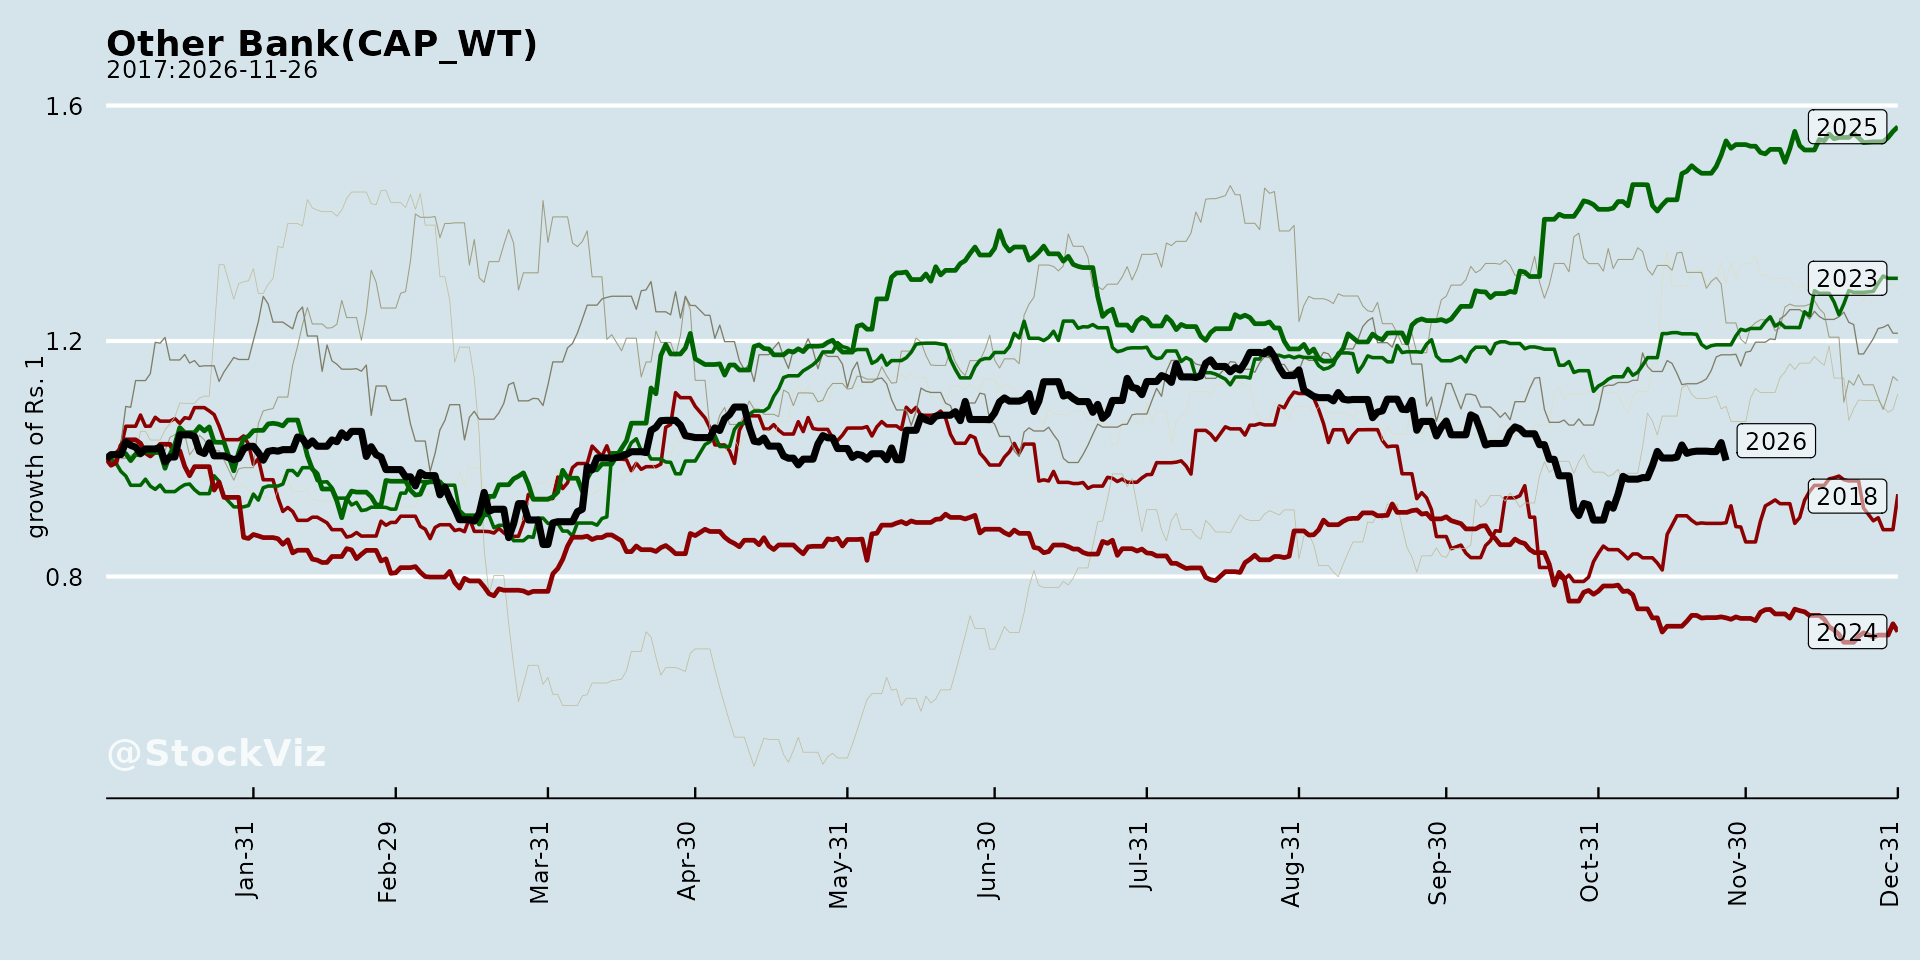 Other Bank(CAP_WT)
2017:2026-11-26
growth of Rs. 1
1.6
1.2
0.8
2025
2023
2026
2018
2024
@StockViz
Jan-31
Feb-29
Mar-31
Apr-30
May-31
Jun-30
Jul-31
Aug-31
Sep-30
Oct-31
Nov-30
Dec-31